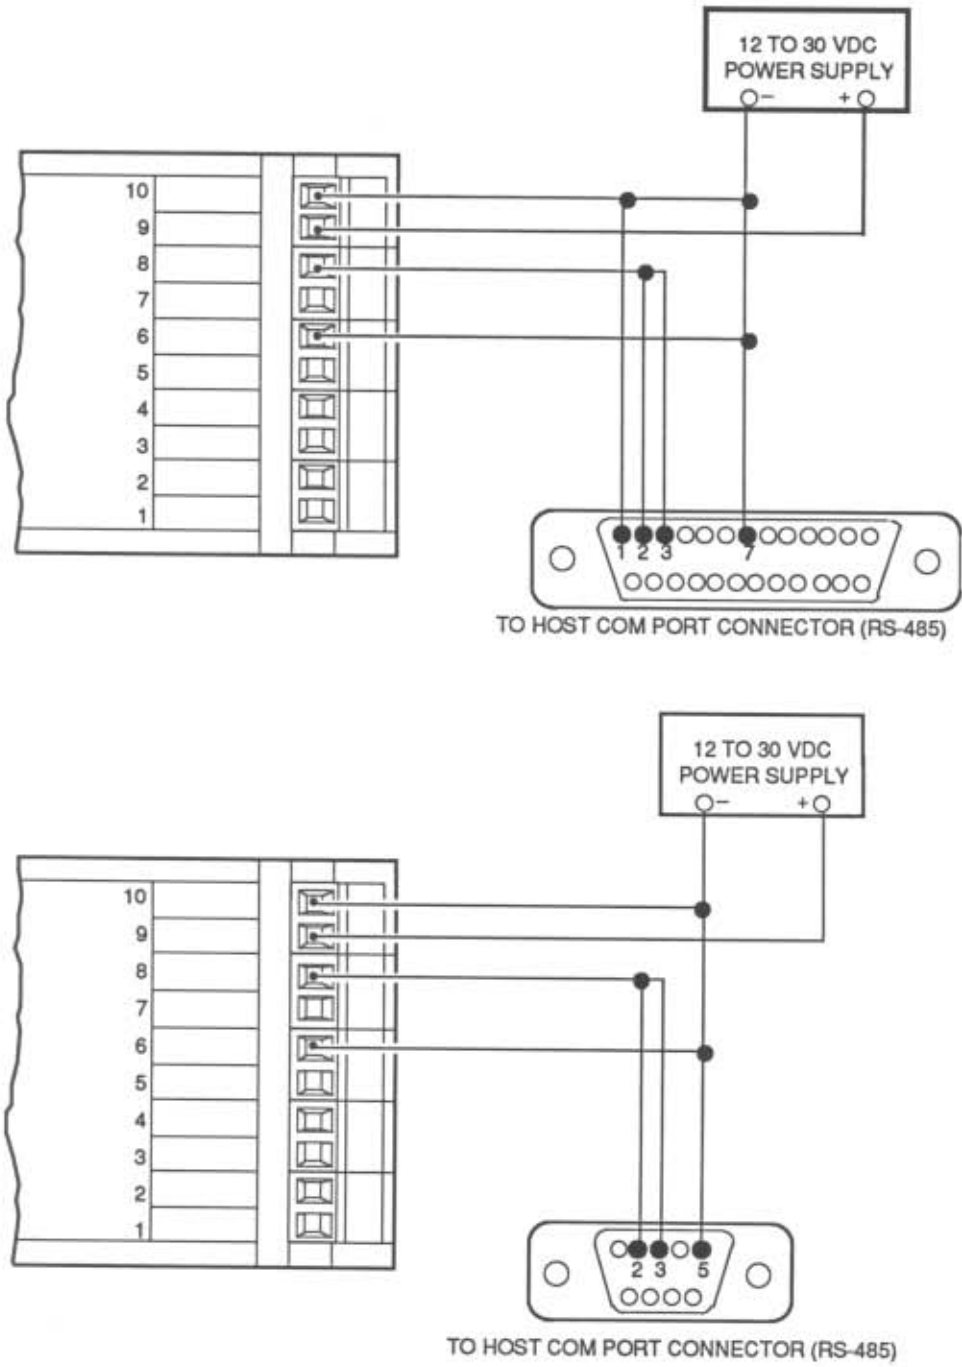 12 TO 30 VDC
POWER SUPPLY
− +
10
9
8
7
6
5
4
3
2
1
1 2 3 7
TO HOST COM PORT CONNECTOR (RS-485)
12 TO 30 VDC
POWER SUPPLY
− +
10
9
8
7
6
5
4
3
2
1
2 3 5
TO HOST COM PORT CONNECTOR (RS-485)